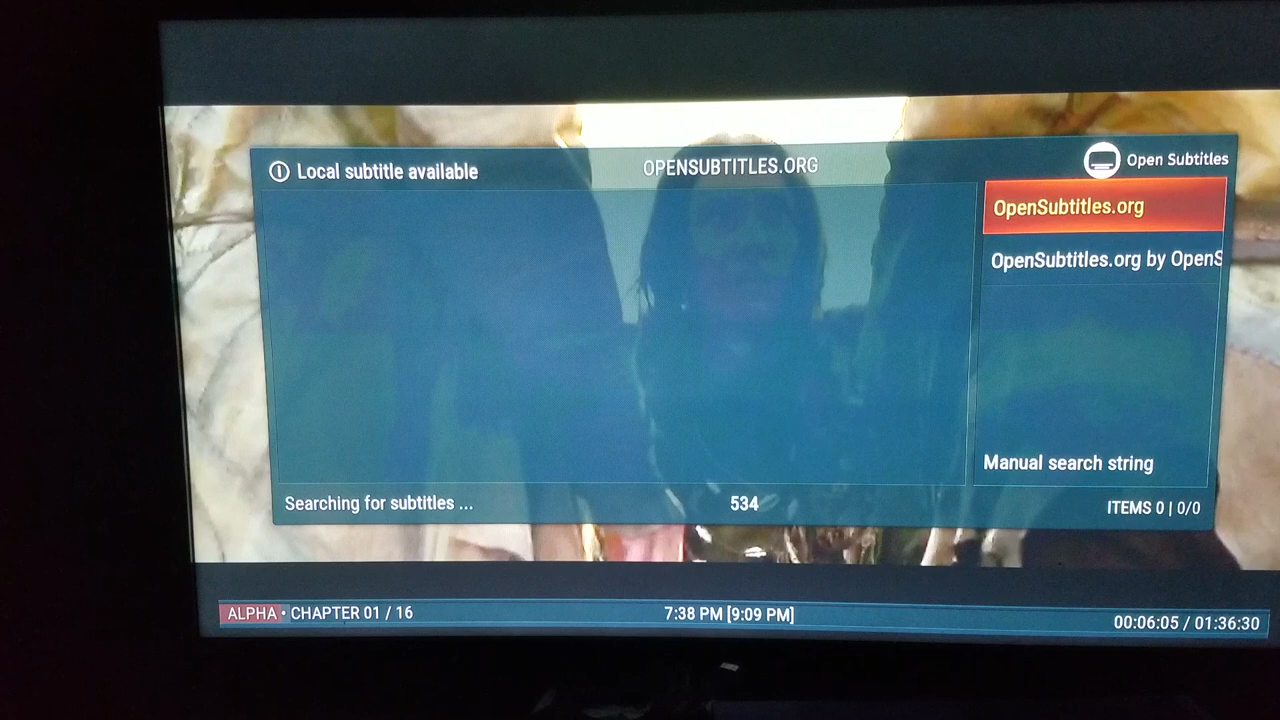 Local subtitle available
OPENSUBTITLES.ORG
Open Subtitles
OpenSubtitles.org
OpenSubtitles.org by OpenS
Manual search string
Searching for subtitles ...
534
ITEMS 0 | 0/0
ALPHA • CHAPTER 01 / 16
7:38 PM [9:09 PM]
00:06:05 / 01:36:30